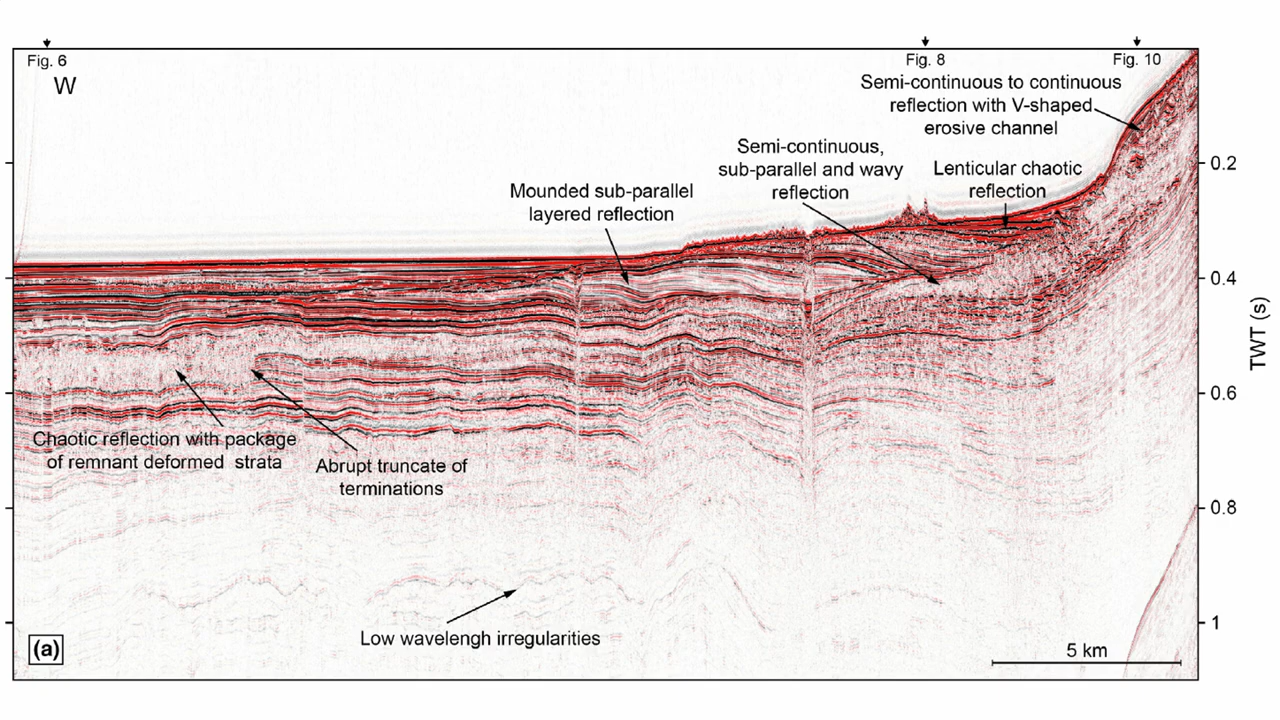 Fig. 6
Fig. 8
Fig. 10
W
Semi-continuous to continuous
reflection with V-shaped
erosive channel
Semi-continuous,
sub-parallel and wavy
reflection
Lenticular chaotic
reflection
Mounded sub-parallel
layered reflection
0.2
0.4
0.6
0.8
1
TWT (s)
Chaotic reflection with package
of remnant deformed strata
Abrupt truncate of
terminations
Low wavelengh irregularities
(a)
5 km